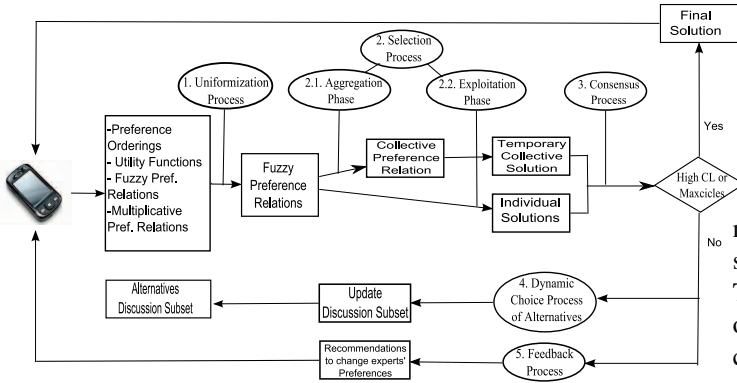 Final
Solution
2. Selection
Process
1. Uniformization
Process
2.1. Aggregation
Phase
2.2. Exploitation
Phase
3. Consensus
Process
Yes
-Preference
Orderings
- Utility Functions
- Fuzzy Pref.
Relations
-Multiplicative
Pref. Relations
Fuzzy
Preference
Relations
Collective
Preference
Relation
Temporary
Collective
Solution
Individual
Solutions
High CL or
Maxcicles
No
Alternatives
Discussion Subset
Update
Discussion Subset
4. Dynamic
Choice Process
of Alternatives
Recommendations
to change experts'
Preferences
5. Feedback
Process